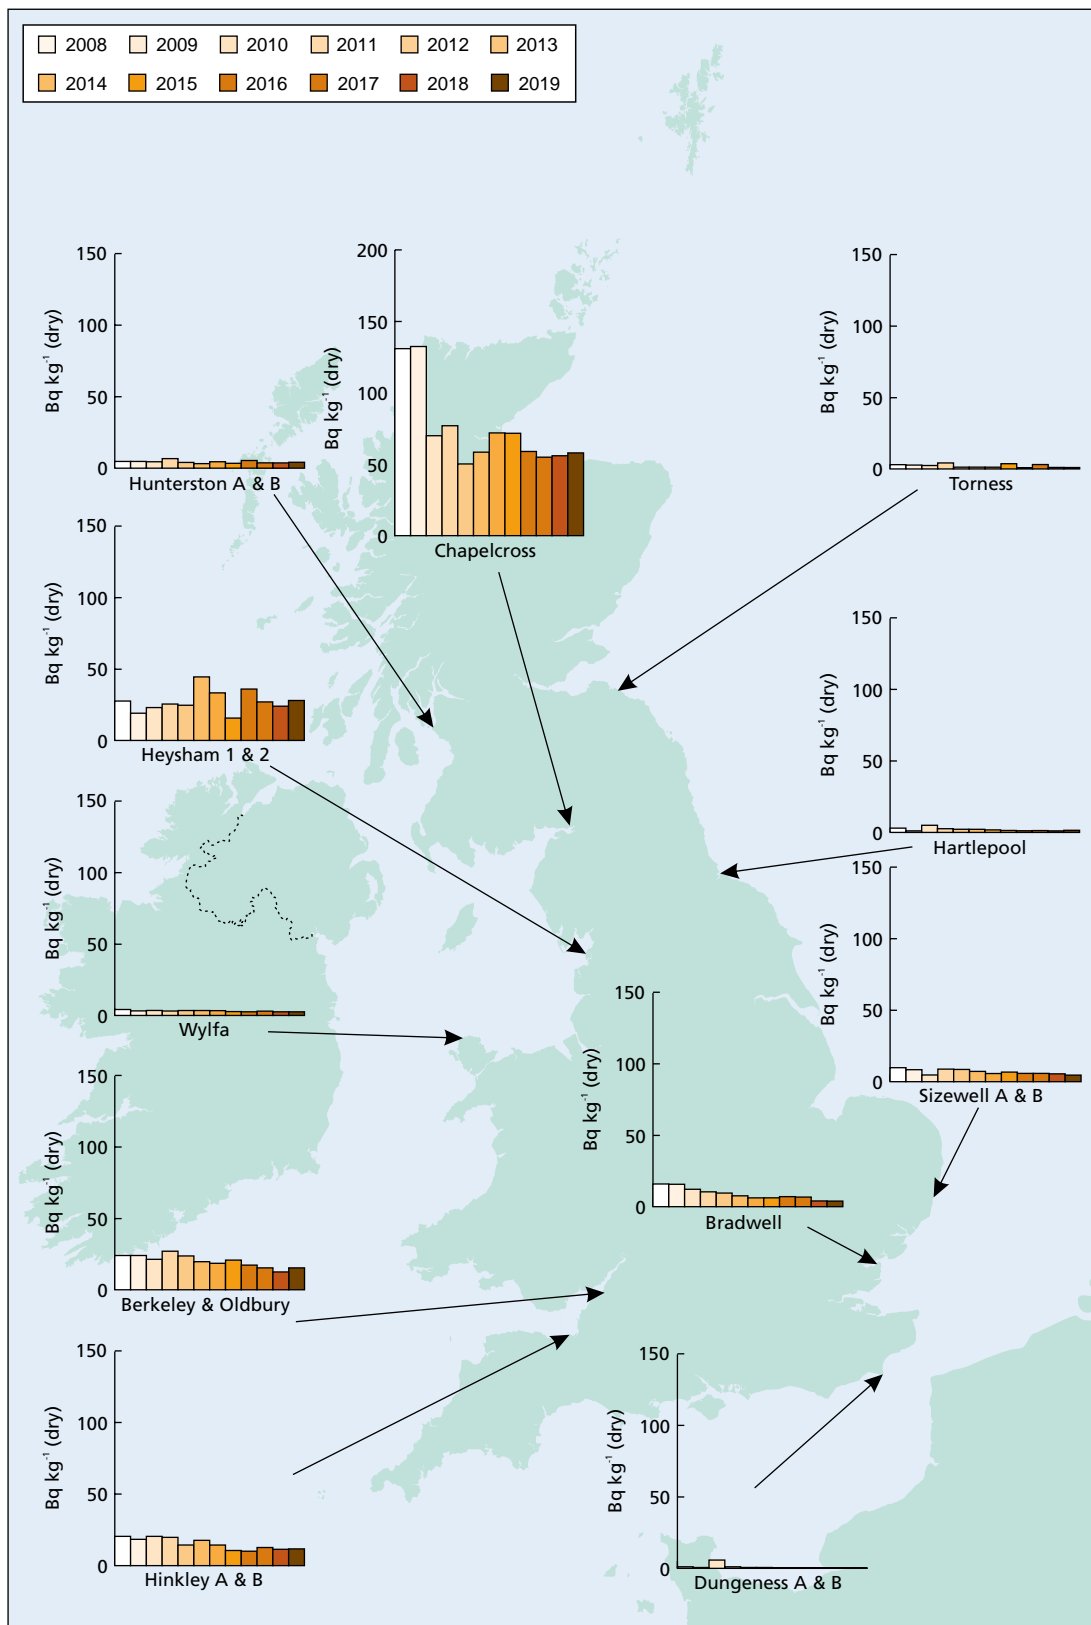 2008 2009 2010 2011 2012 2013
2014 2015 2016 2017 2018 2019
150
100
50
0
Bq kg⁻¹ (dry)
Hunterston A & B
200
150
100
50
0
Bq kg⁻¹ (dry)
Chapelcross
150
100
50
0
Bq kg⁻¹ (dry)
Torness
150
100
50
0
Bq kg⁻¹ (dry)
Heysham 1 & 2
150
100
50
0
Bq kg⁻¹ (dry)
Hartlepool
150
100
50
0
Bq kg⁻¹ (dry)
Wylfa
150
100
50
0
Bq kg⁻¹ (dry)
Sizewell A & B
150
100
50
0
Bq kg⁻¹ (dry)
Bradwell
150
100
50
0
Bq kg⁻¹ (dry)
Berkeley & Oldbury
150
100
50
0
Bq kg⁻¹ (dry)
Hinkley A & B
150
100
50
0
Bq kg⁻¹ (dry)
Dungeness A & B